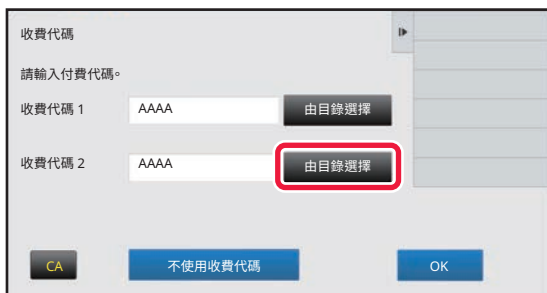 收費代碼
請輸入付費代碼。
收費代碼 1 AAAA 由目錄選擇
收費代碼 2 AAAA 由目錄選擇
CA 不使用收費代碼 OK